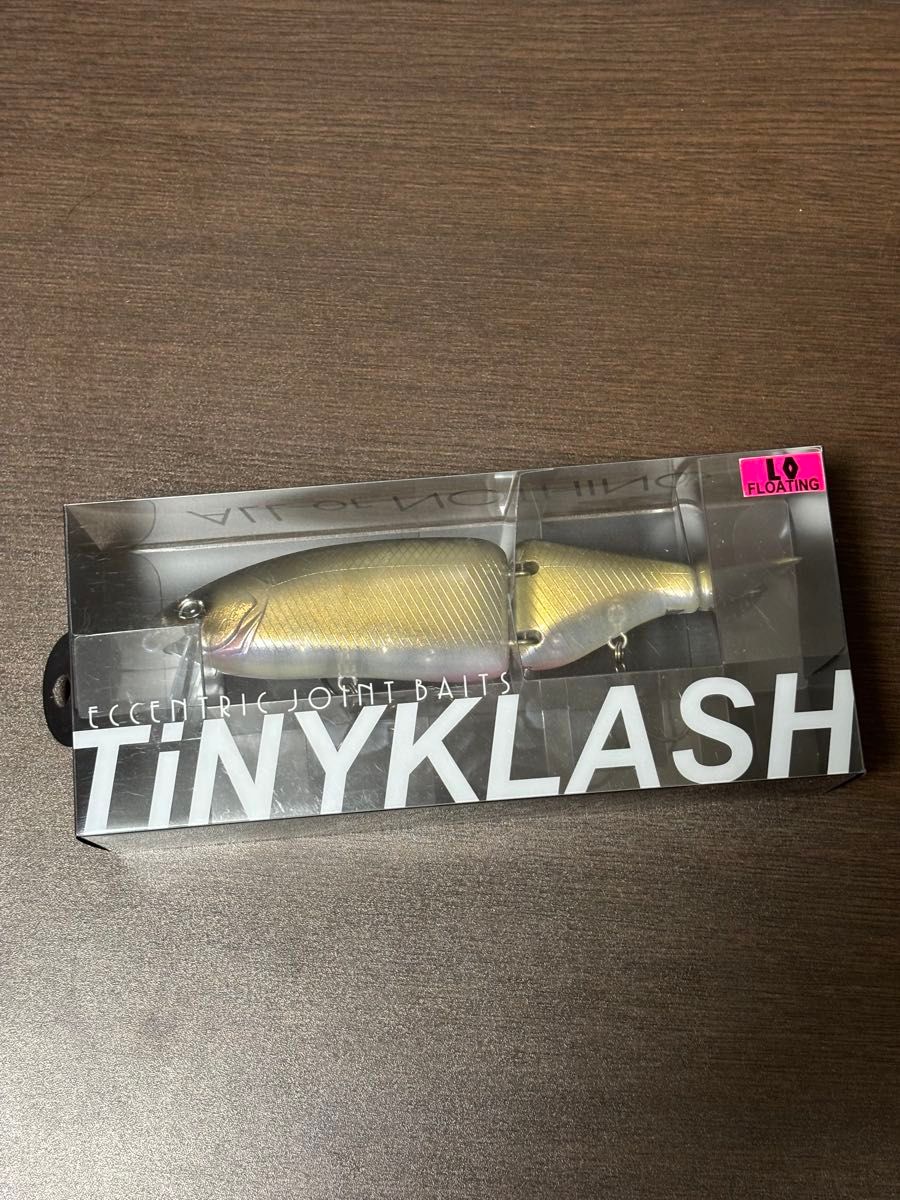 LO
FLOATING
ALL or NOTHING
ECCENTRIC JOINT BAITS
TiNYKLASH